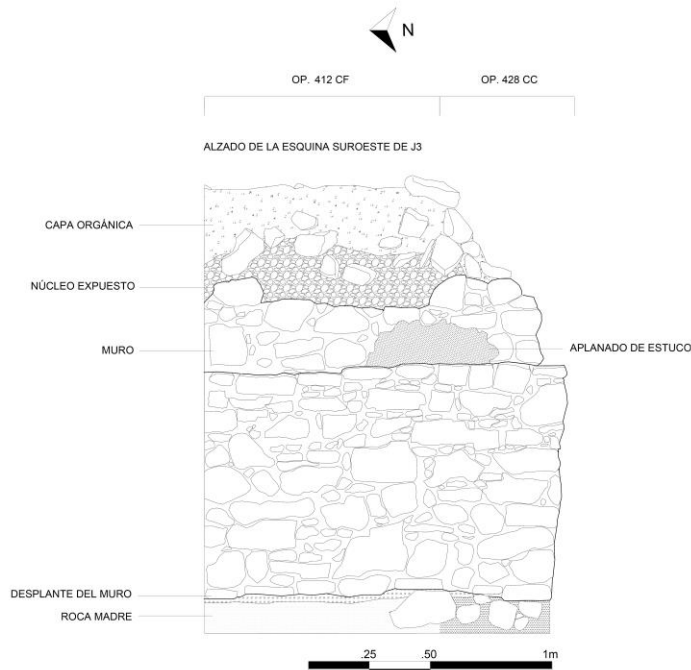 N
OP. 412 CF
OP. 428 CC
ALZADO DE LA ESQUINA SUROESTE DE J3
CAPA ORGÁNICA
NÚCLEO EXPUESTO
MURO
APLANADO DE ESTUCO
DESPLANTE DEL MURO
ROCA MADRE
.25 .50 1m